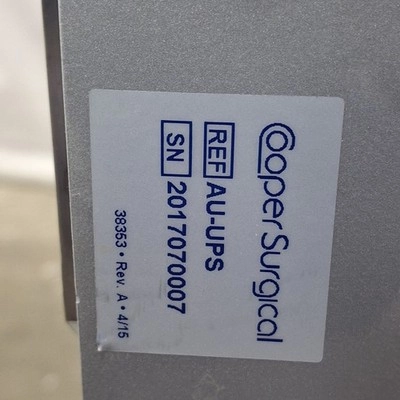 CooperSurgical
REF AU-UPS
SN 2017070007
38353 • Rev. A • 4/15